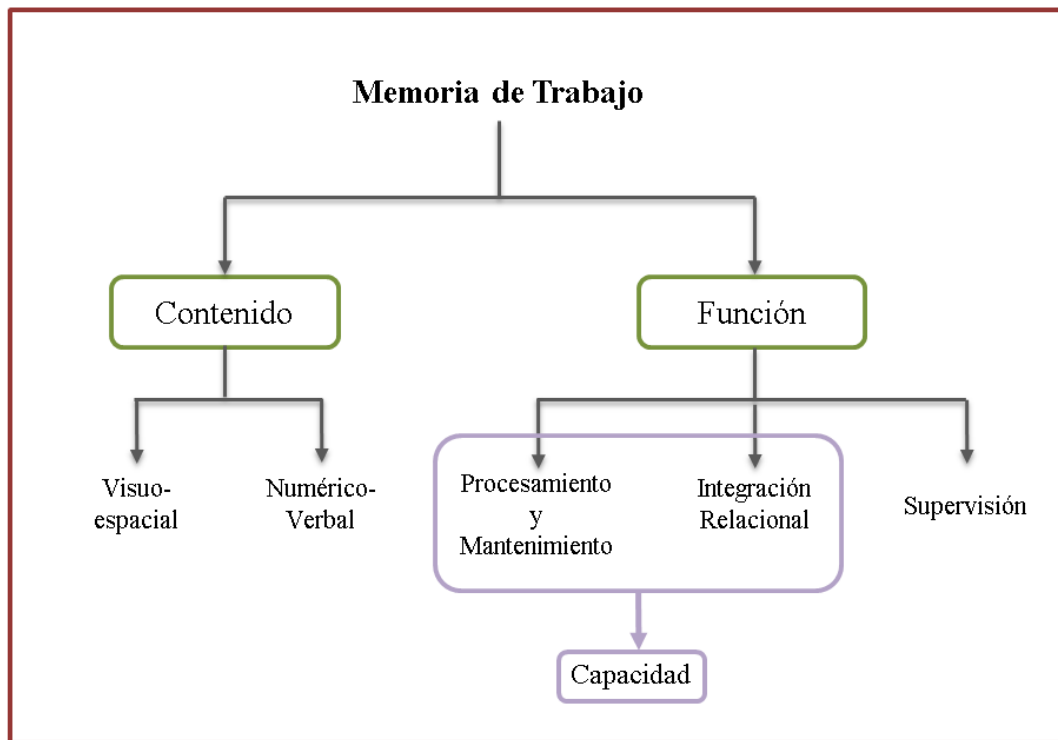 Memoria de Trabajo
Contenido
Función
Visuo-
espacial
Numérico-
Verbal
Procesamiento
y
Mantenimiento
Integración
Relacional
Supervisión
Capacidad